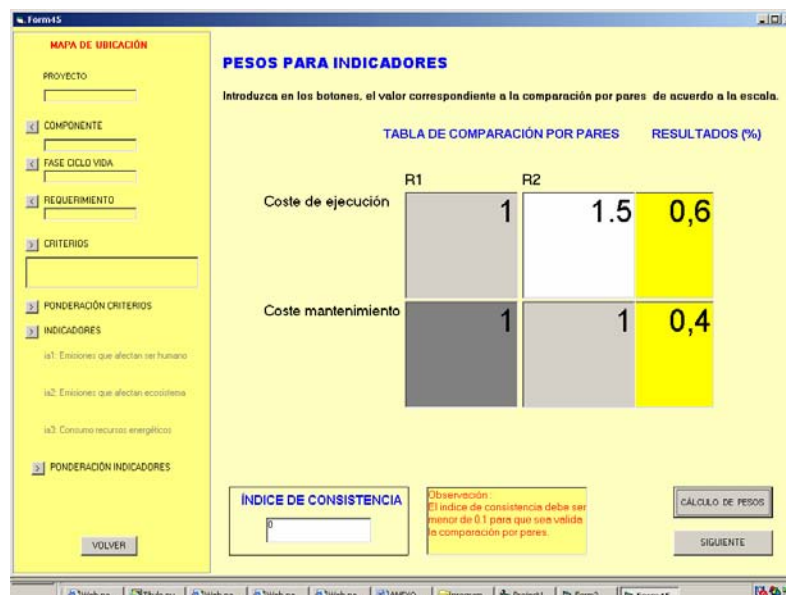 Form45
MAPA DE UBICACIÓN
PROYECTO
COMPONENTE
FASE CICLO VIDA
REQUERIMIENTO
CRITERIOS
PONDERACIÓN CRITERIOS
INDICADORES
ia1: Emisiones que afectan ser humano
ia2: Emisiones que afectan ecosistema
ia3: Consumo recursos energéticos
PONDERACIÓN INDICADORES
VOLVER
PESOS PARA INDICADORES
Introduzca en los botones, el valor correspondiente a la comparación por pares de acuerdo a la escala.
TABLA DE COMPARACIÓN POR PARES RESULTADOS (%)
R1 R2
Coste de ejecución 1 1.5 0,6
Coste mantenimiento 1 1 0,4
ÍNDICE DE CONSISTENCIA
0
Observación :
El indice de consistencia debe ser
menor de 0.1 para que sea valida
la comparación por pares.
CÁLCULO DE PESOS
SIGUIENTE